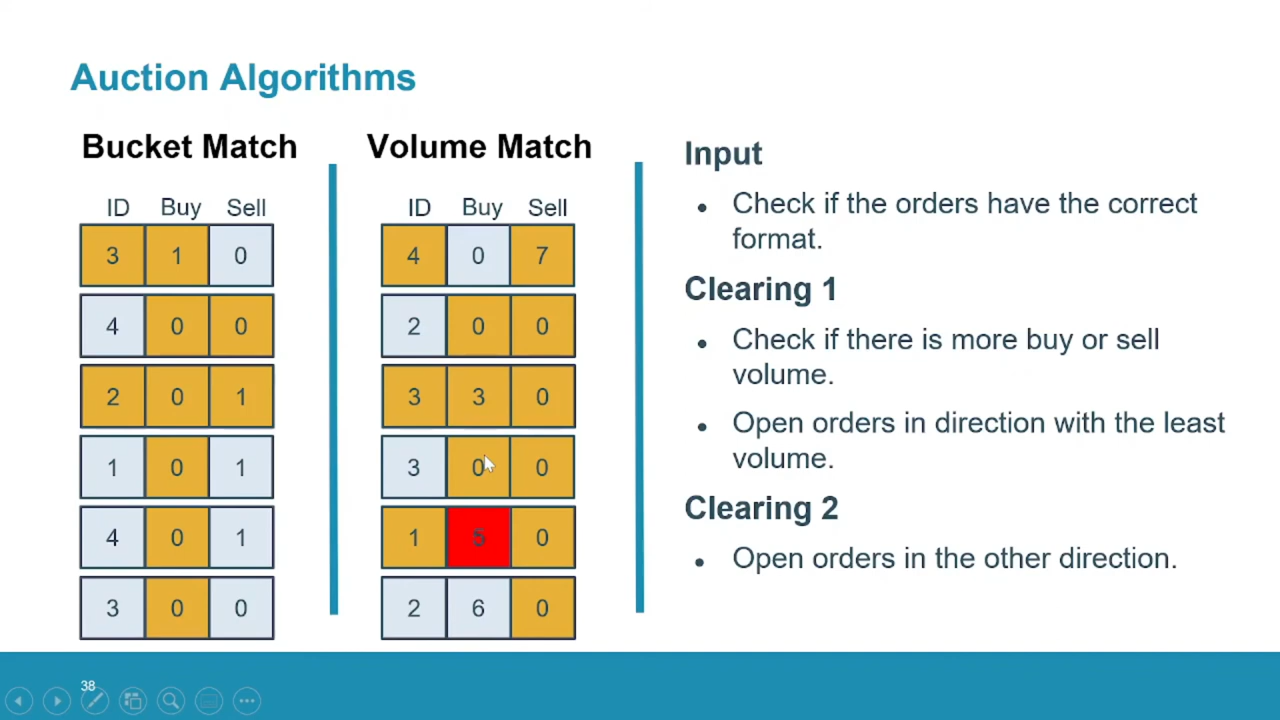 Auction Algorithms
Bucket Match
ID Buy Sell
3 1 0
4 0 0
2 0 1
1 0 1
4 0 1
3 0 0
Volume Match
ID Buy Sell
4 0 7
2 0 0
3 3 0
3 0 0
1 5 0
2 6 0
Input
• Check if the orders have the correct
format.
Clearing 1
• Check if there is more buy or sell
volume.
• Open orders in direction with the least
volume.
Clearing 2
• Open orders in the other direction.
38